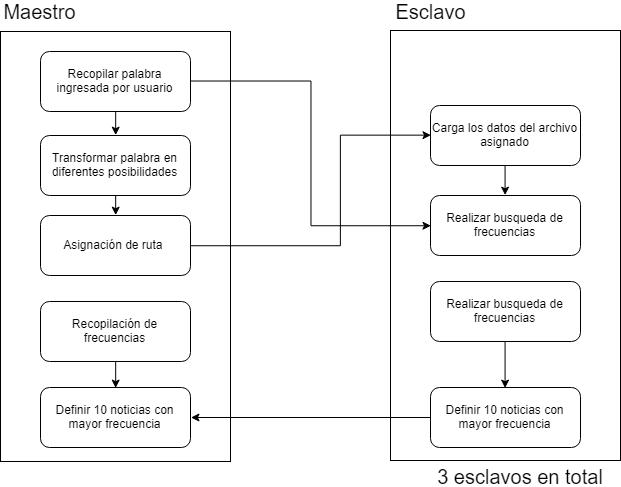 Maestro
Recopilar palabra
ingresada por usuario
Transformar palabra en
diferentes posibilidades
Asignación de ruta
Recopilación de
frecuencias
Definir 10 noticias con
mayor frecuencia
Esclavo
Carga los datos del archivo
asignado
Realizar busqueda de
frecuencias
Realizar busqueda de
frecuencias
Definir 10 noticias con
mayor frecuencia
3 esclavos en total